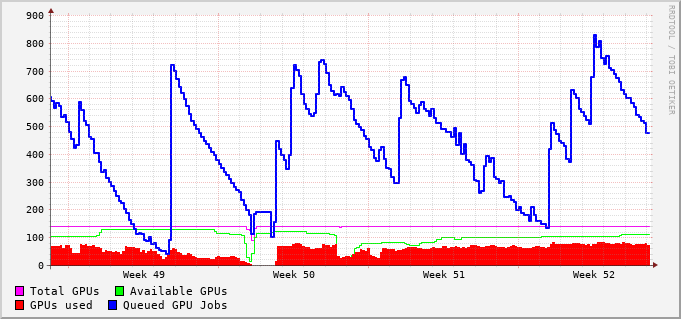 900
800
700
600
500
400
300
200
100
0
Week 49 Week 50 Week 51 Week 52
Total GPUs Available GPUs
GPUs used Queued GPU Jobs
RRDTOOL / TOBI OETIKER